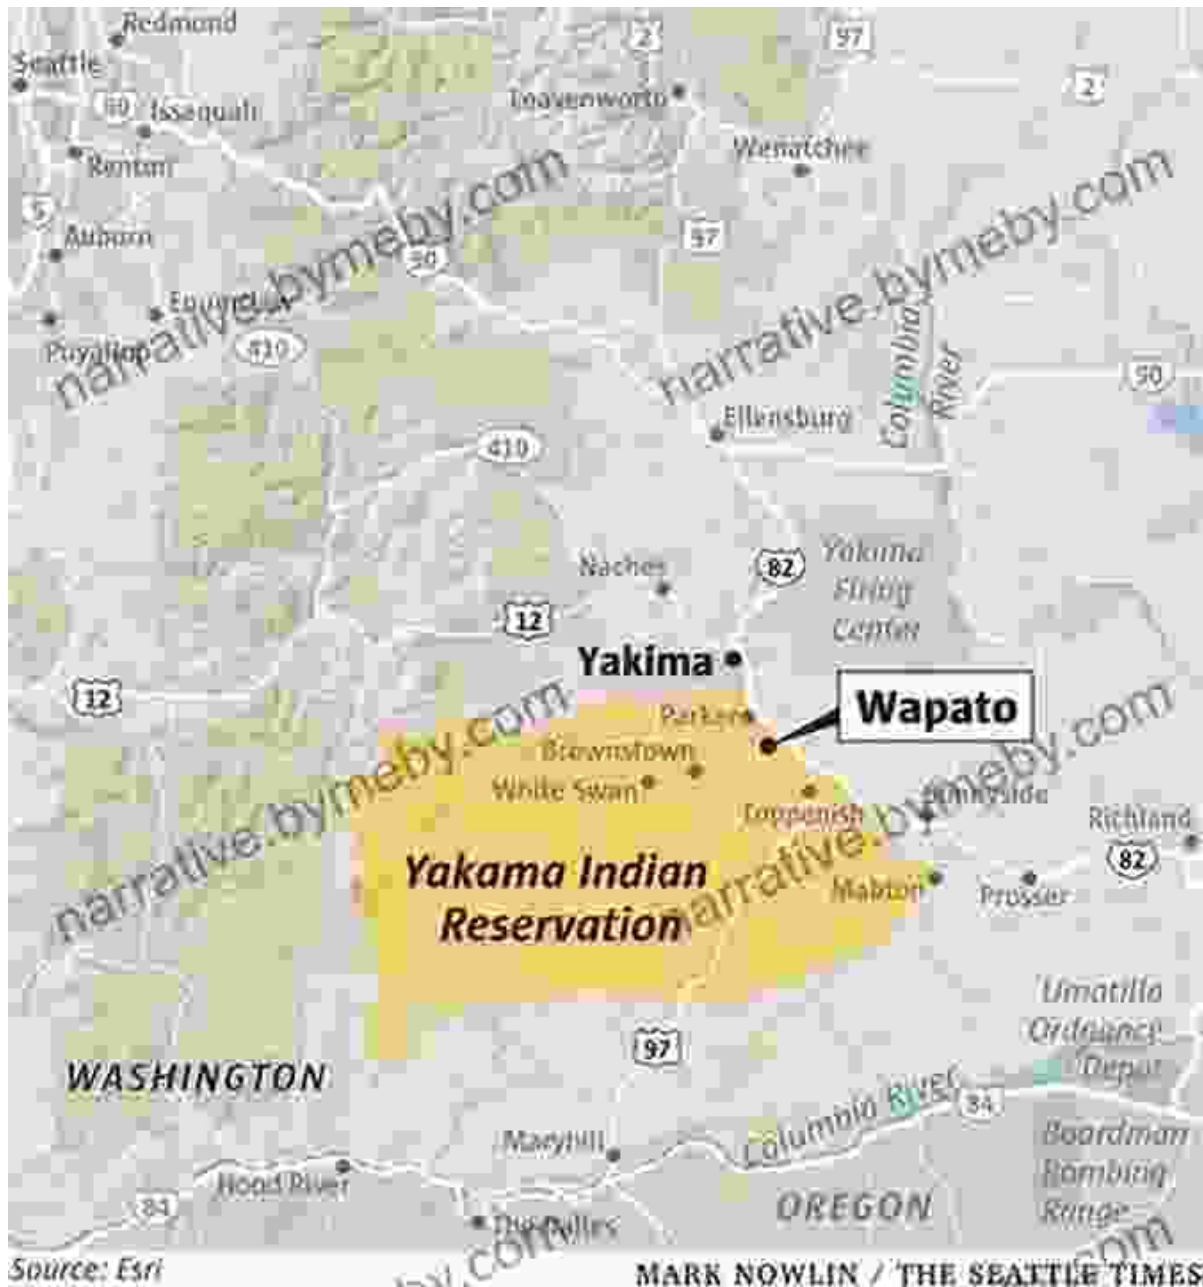 Redmond
Seattle
2
97
2
90
Issaquah
Leavenworth
Wenatchee
Renton
narrative.bymeby.com
narrative.bymeby.com
5
Auburn
97
90
Enumclaw
Puyallup
410
Columbia
River
90
Ellensburg
410
Naches
82
Yakima
Firing
Center
12
Yakima
12
Wapato
Parker
Brownstown
White Swan
narrative.bymeby.com
narrative.bymeby.com
Toppenish
Sunnyside
Richland
82
Yakama Indian
Reservation
Mabton
Prosser
Umatilla
Ordnance
Depot
97
WASHINGTON
Columbia River
84
Maryhill
Boardman
Bombing
Range
Hood River
84
OREGON
The Dalles
Source: Esri
MARK NOWLIN / THE SEATTLE TIMES